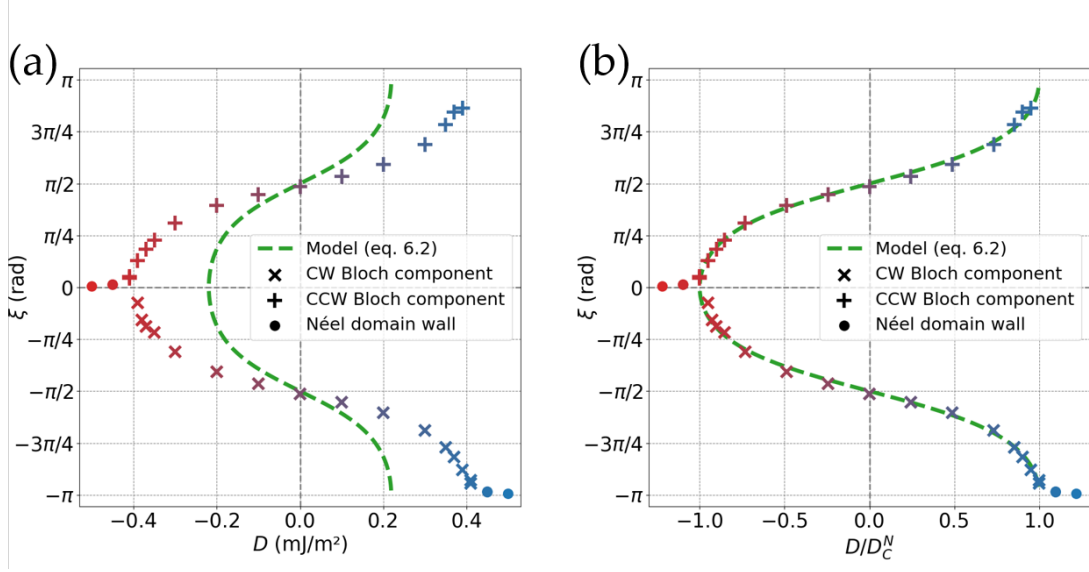 (a)
π
3π/4
π/2
π/4
0
−π/4
−π/2
−3π/4
−π
ξ (rad)
Model (eq. 6.2)
CW Bloch component
CCW Bloch component
Néel domain wall
−0.4
−0.2
0.0
0.2
0.4
D (mJ/m²)
(b)
π
3π/4
π/2
π/4
0
−π/4
−π/2
−3π/4
−π
ξ (rad)
Model (eq. 6.2)
CW Bloch component
CCW Bloch component
Néel domain wall
−1.0
−0.5
0.0
0.5
1.0
D/D_C^N